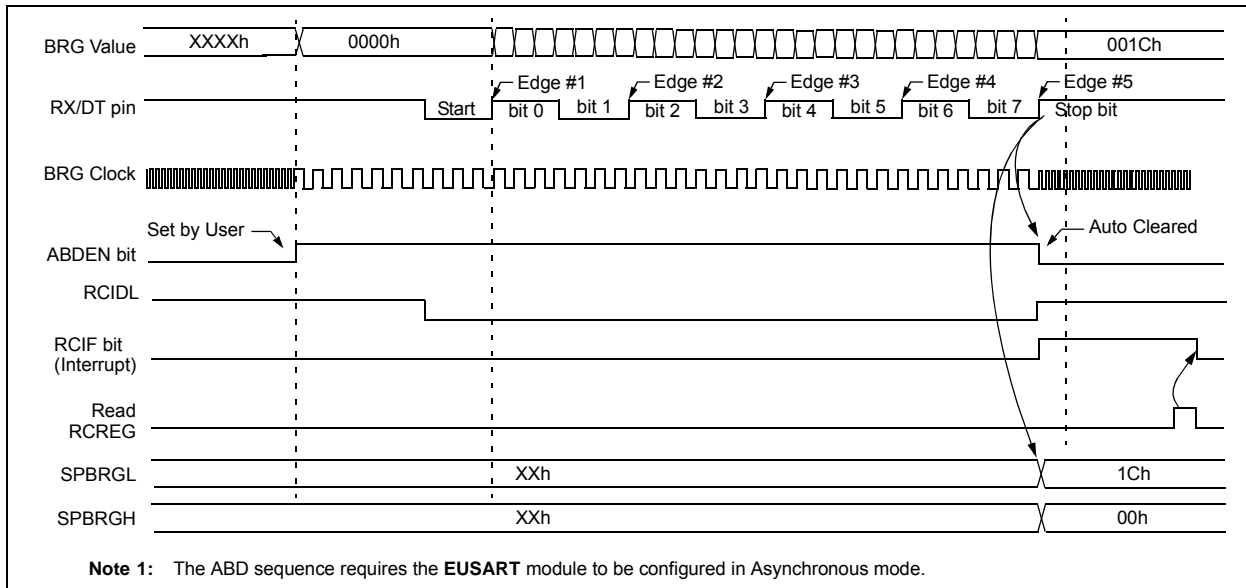 BRG Value XXXXh 0000h 001Ch
Edge #1 Edge #2 Edge #3 Edge #4 Edge #5
RX/DT pin Start bit 0 bit 1 bit 2 bit 3 bit 4 bit 5 bit 6 bit 7 Stop bit
BRG Clock
Set by User Auto Cleared
ABDEN bit
RCIDL
RCIF bit
(Interrupt)
Read
RCREG
SPBRGL XXh 1Ch
SPBRGH XXh 00h
Note 1: The ABD sequence requires the EUSART module to be configured in Asynchronous mode.